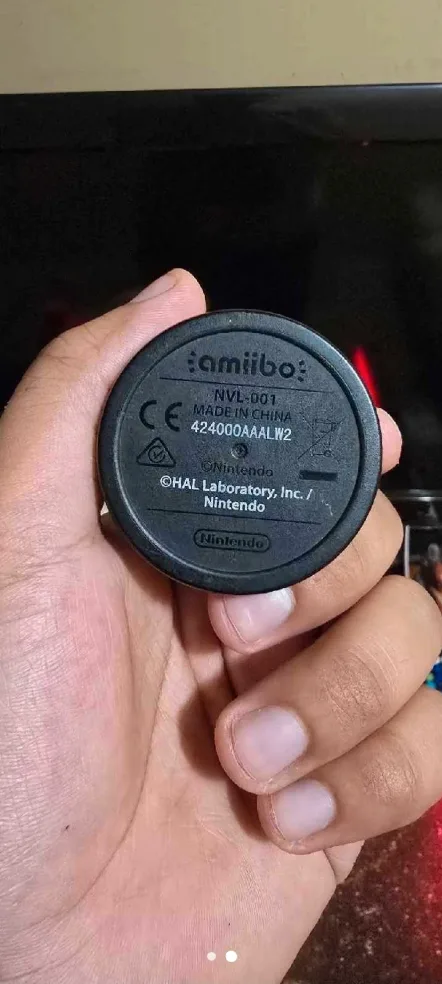 amiibo
NVL-001
MADE IN CHINA
CE
424000AAALW2
©Nintendo
©HAL Laboratory, Inc. /
Nintendo
Nintendo